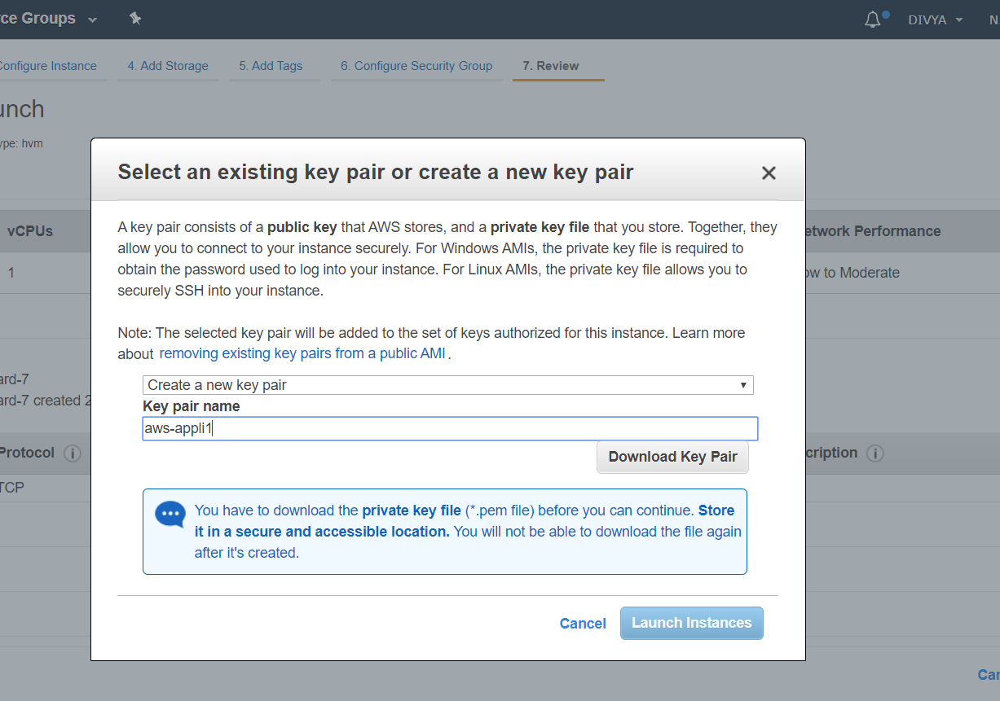 ce Groups
DIVYA
N.
Configure Instance
4. Add Storage
5. Add Tags
6. Configure Security Group
7. Review
unch
ype: hvm
Select an existing key pair or create a new key pair
A key pair consists of a public key that AWS stores, and a private key file that you store. Together, they
allow you to connect to your instance securely. For Windows AMIs, the private key file is required to
obtain the password used to log into your instance. For Linux AMIs, the private key file allows you to
securely SSH into your instance.
vCPUs
etwork Performance
1
ow to Moderate
Note: The selected key pair will be added to the set of keys authorized for this instance. Learn more
about removing existing key pairs from a public AMI.
ard-7
ard-7 created 2
Create a new key pair
Key pair name
aws-appli1
Download Key Pair
Protocol
cription
TCP
You have to download the private key file (*.pem file) before you can continue. Store
it in a secure and accessible location. You will not be able to download the file again
after it's created.
Cancel
Launch Instances
Can